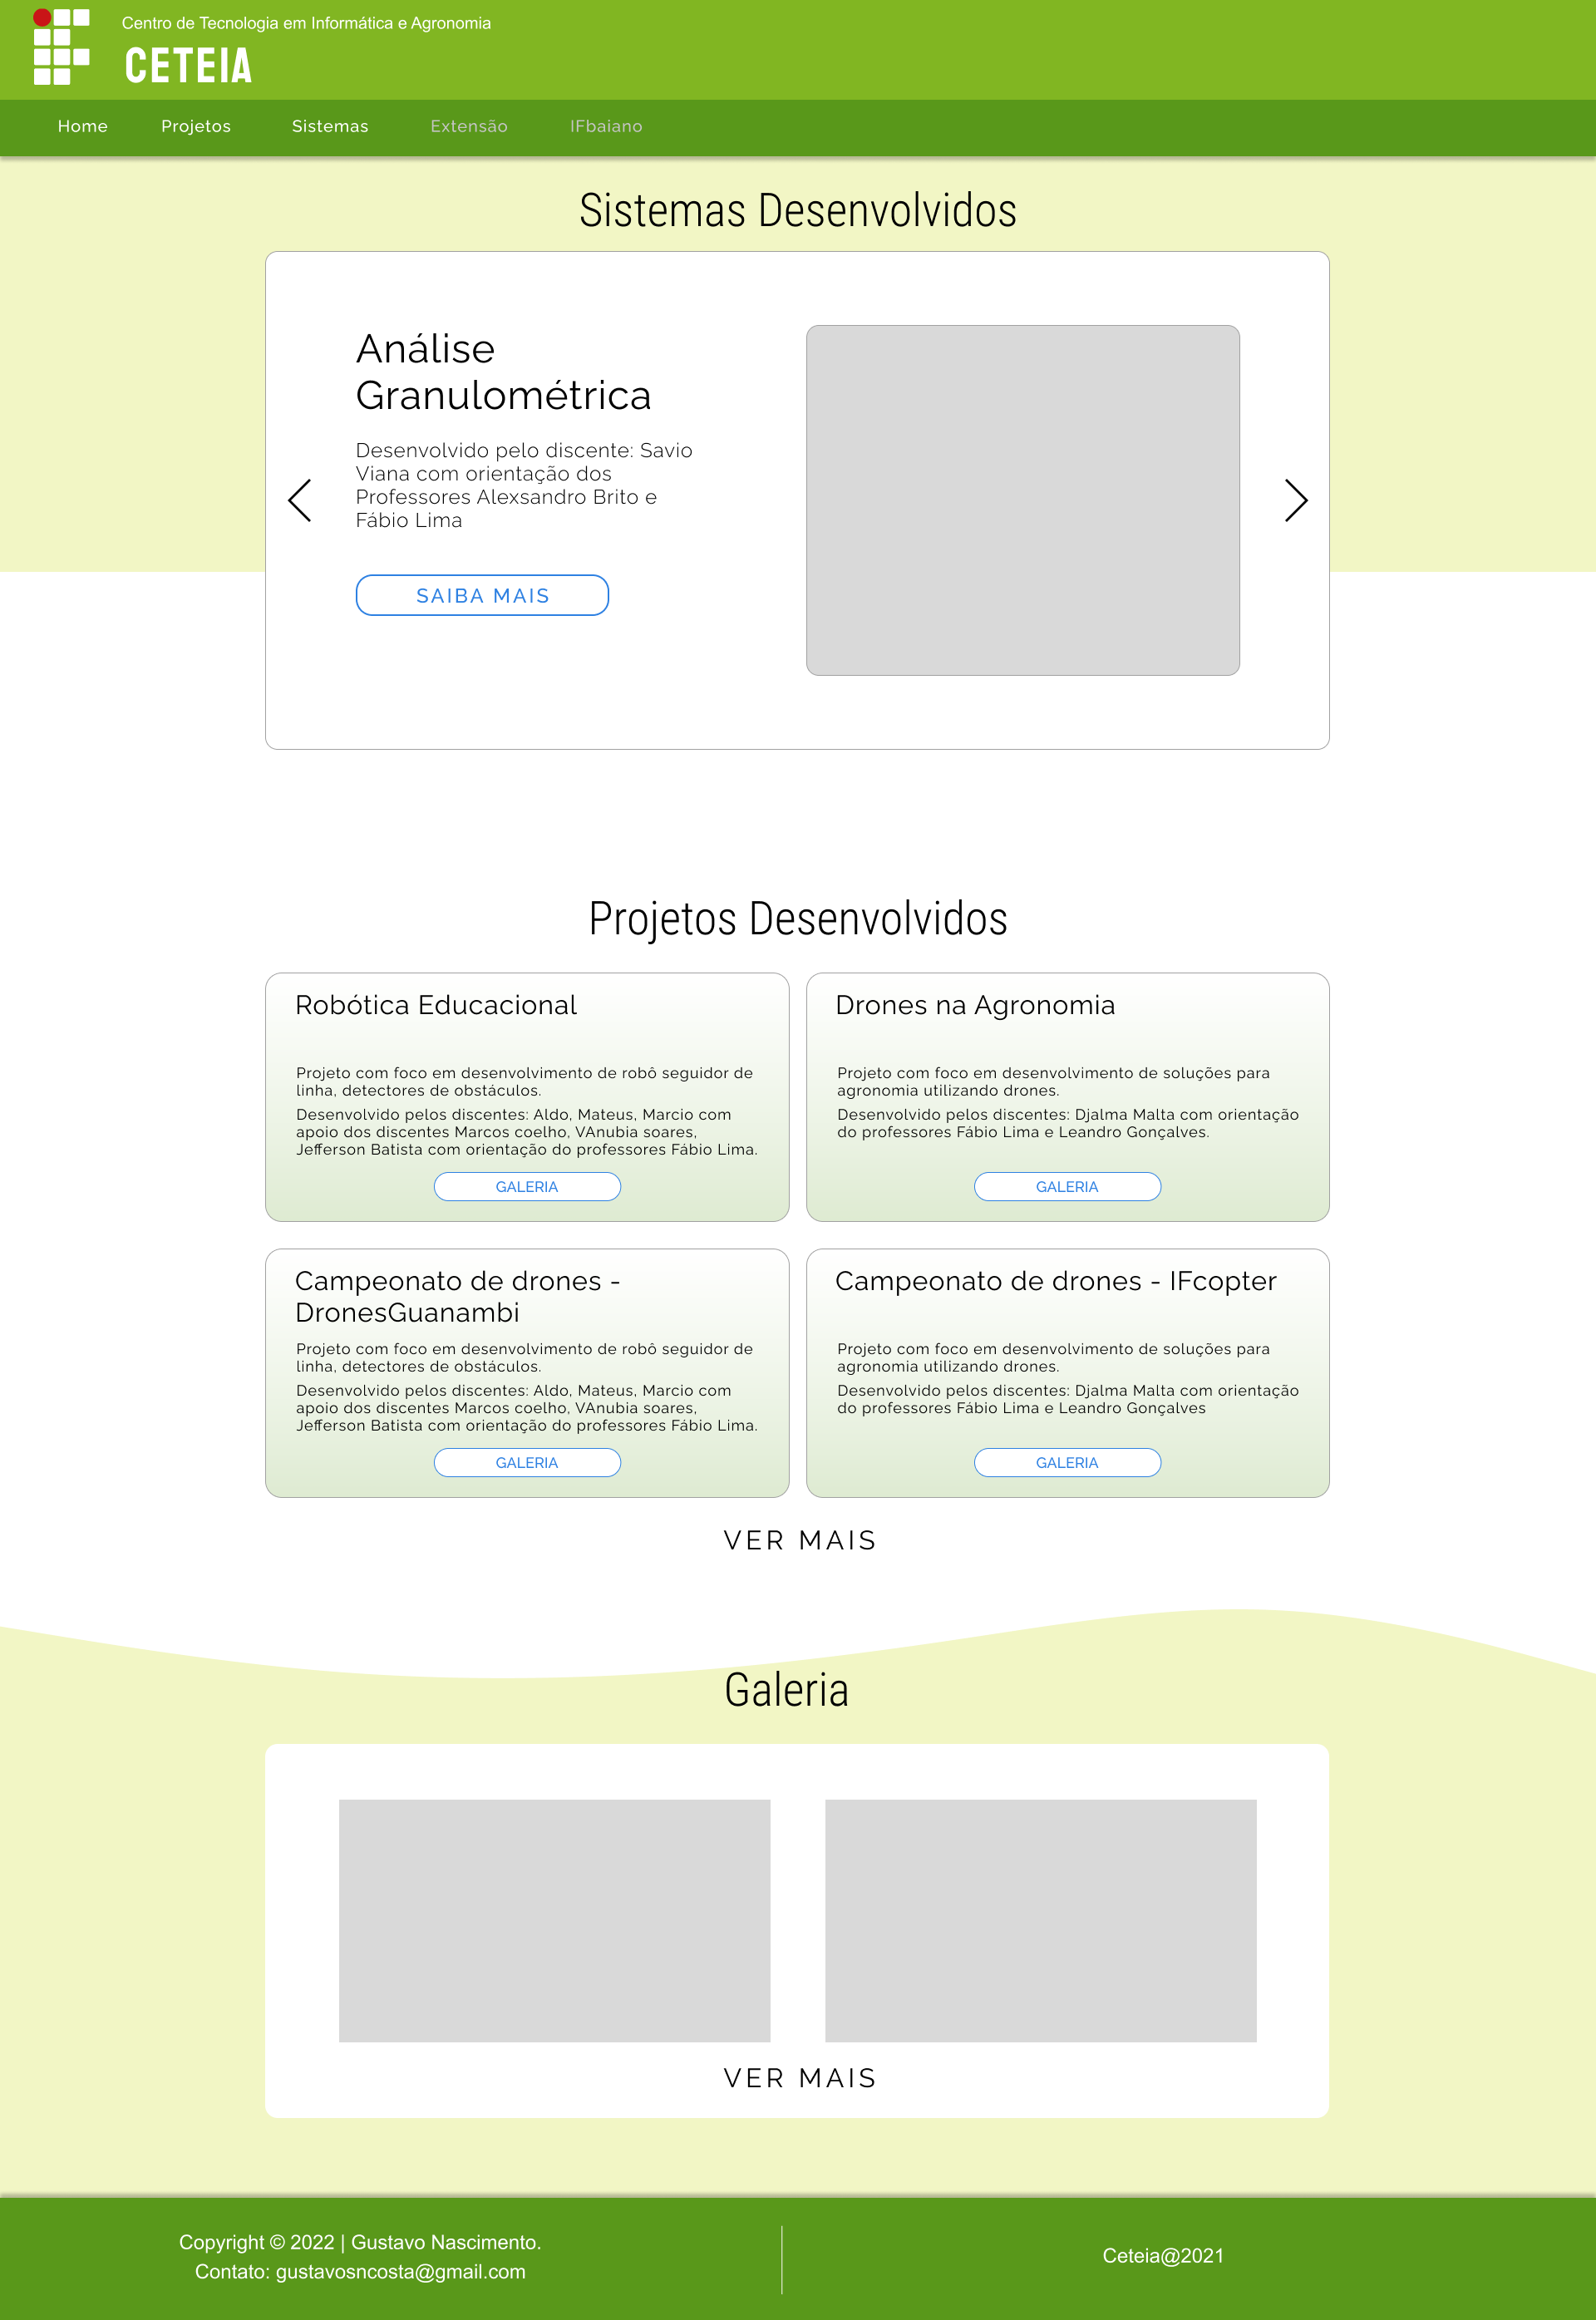 Centro de Tecnologia em Informática e Agronomia
CETEIA
Home Projetos Sistemas Extensão IFbaiano
Sistemas Desenvolvidos
Análise
Granulométrica
Desenvolvido pelo discente: Savio
Viana com orientação dos
Professores Alexsandro Brito e
Fábio Lima
SAIBA MAIS
Projetos Desenvolvidos
Robótica Educacional
Projeto com foco em desenvolvimento de robô seguidor de
linha, detectores de obstáculos.
Desenvolvido pelos discentes: Aldo, Mateus, Marcio com
apoio dos discentes Marcos coelho, VAnubia soares,
Jefferson Batista com orientação do professores Fábio Lima.
GALERIA
Drones na Agronomia
Projeto com foco em desenvolvimento de soluções para
agronomia utilizando drones.
Desenvolvido pelos discentes: Djalma Malta com orientação
do professores Fábio Lima e Leandro Gonçalves.
GALERIA
Campeonato de drones -
DronesGuanambi
Projeto com foco em desenvolvimento de robô seguidor de
linha, detectores de obstáculos.
Desenvolvido pelos discentes: Aldo, Mateus, Marcio com
apoio dos discentes Marcos coelho, VAnubia soares,
Jefferson Batista com orientação do professores Fábio Lima.
GALERIA
Campeonato de drones - IFcopter
Projeto com foco em desenvolvimento de soluções para
agronomia utilizando drones.
Desenvolvido pelos discentes: Djalma Malta com orientação
do professores Fábio Lima e Leandro Gonçalves
GALERIA
VER MAIS
Galeria
VER MAIS
Copyright © 2022 | Gustavo Nascimento.
Contato: gustavosncosta@gmail.com
Ceteia@2021